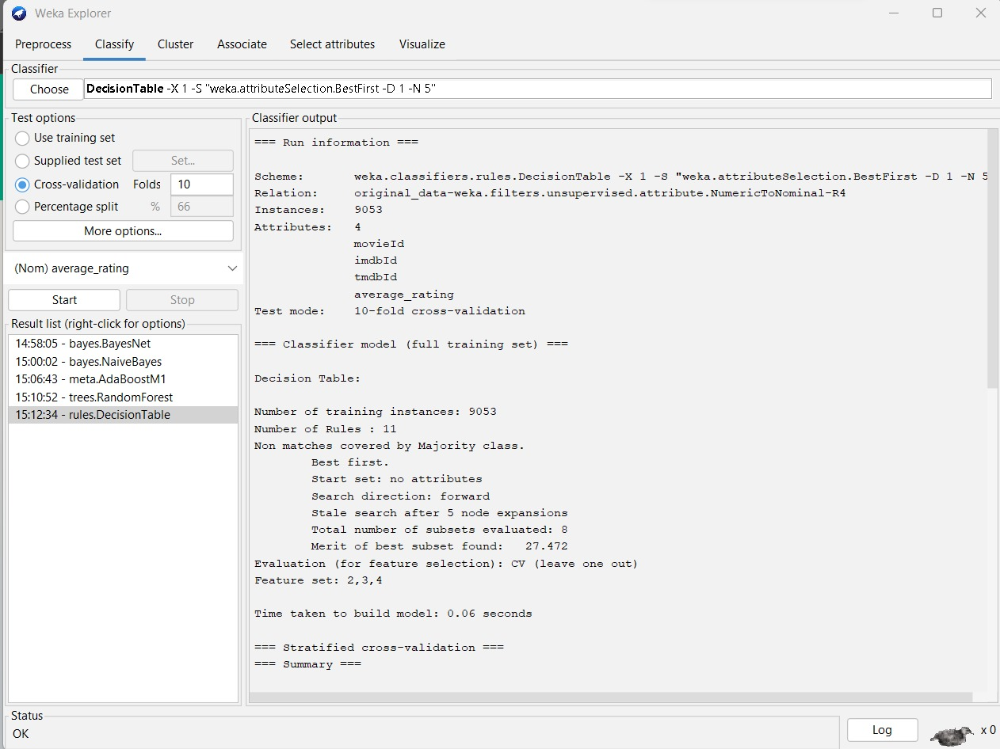 Weka Explorer
Preprocess Classify Cluster Associate Select attributes Visualize
Classifier
Choose DecisionTable -X 1 -S "weka.attributeSelection.BestFirst -D 1 -N 5"
Test options
Use training set
Supplied test set Set...
Cross-validation Folds 10
Percentage split % 66
More options...
(Nom) average_rating
Start Stop
Result list (right-click for options)
14:58:05 - bayes.BayesNet
15:00:02 - bayes.NaiveBayes
15:06:43 - meta.AdaBoostM1
15:10:52 - trees.RandomForest
15:12:34 - rules.DecisionTable
Classifier output
=== Run information ===
Scheme: weka.classifiers.rules.DecisionTable -X 1 -S "weka.attributeSelection.BestFirst -D 1 -N 5
Relation: original_data-weka.filters.unsupervised.attribute.NumericToNominal-R4
Instances: 9053
Attributes: 4
movieId
imdbId
tmdbId
average_rating
Test mode: 10-fold cross-validation
=== Classifier model (full training set) ===
Decision Table:
Number of training instances: 9053
Number of Rules : 11
Non matches covered by Majority class.
Best first.
Start set: no attributes
Search direction: forward
Stale search after 5 node expansions
Total number of subsets evaluated: 8
Merit of best subset found: 27.472
Evaluation (for feature selection): CV (leave one out)
Feature set: 2,3,4
Time taken to build model: 0.06 seconds
=== Stratified cross-validation ===
=== Summary ===
Status
OK
Log
x 0